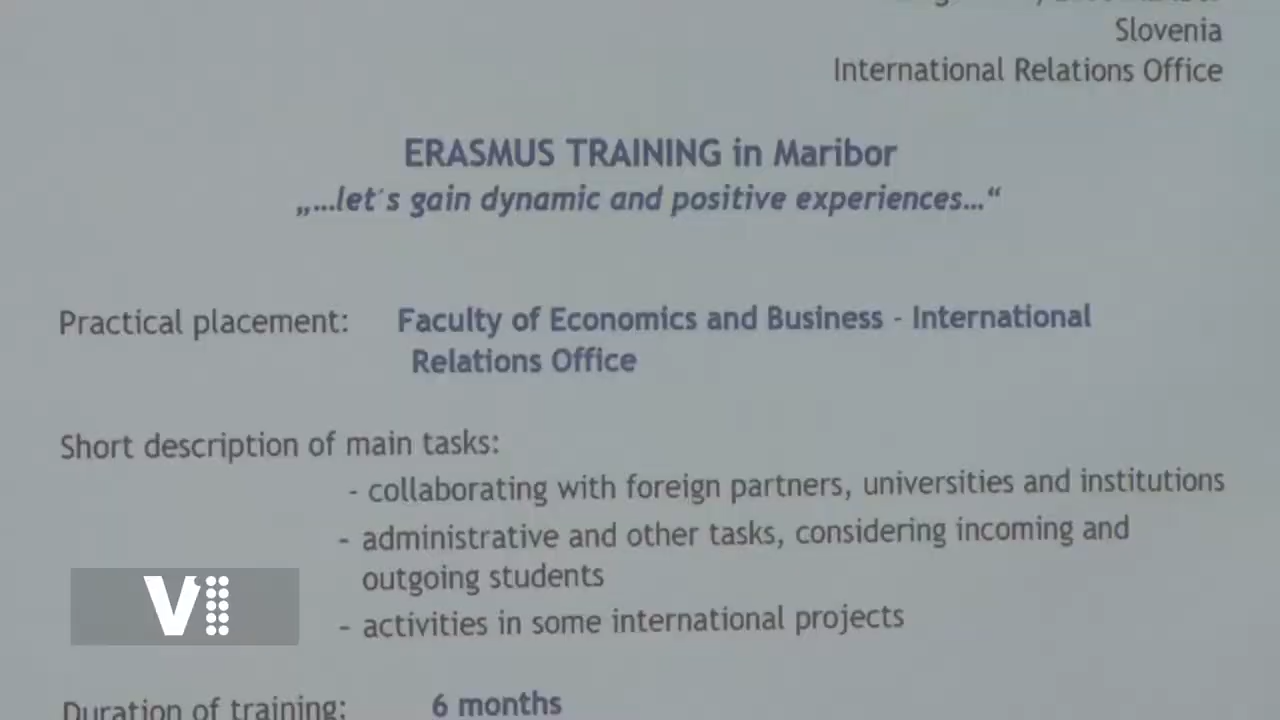 Slovenia
International Relations Office
ERASMUS TRAINING in Maribor
„...let´s gain dynamic and positive experiences...“
Practical placement: Faculty of Economics and Business - International
Relations Office
Short description of main tasks:
- collaborating with foreign partners, universities and institutions
- administrative and other tasks, considering incoming and
outgoing students
- activities in some international projects
Duration of training: 6 months